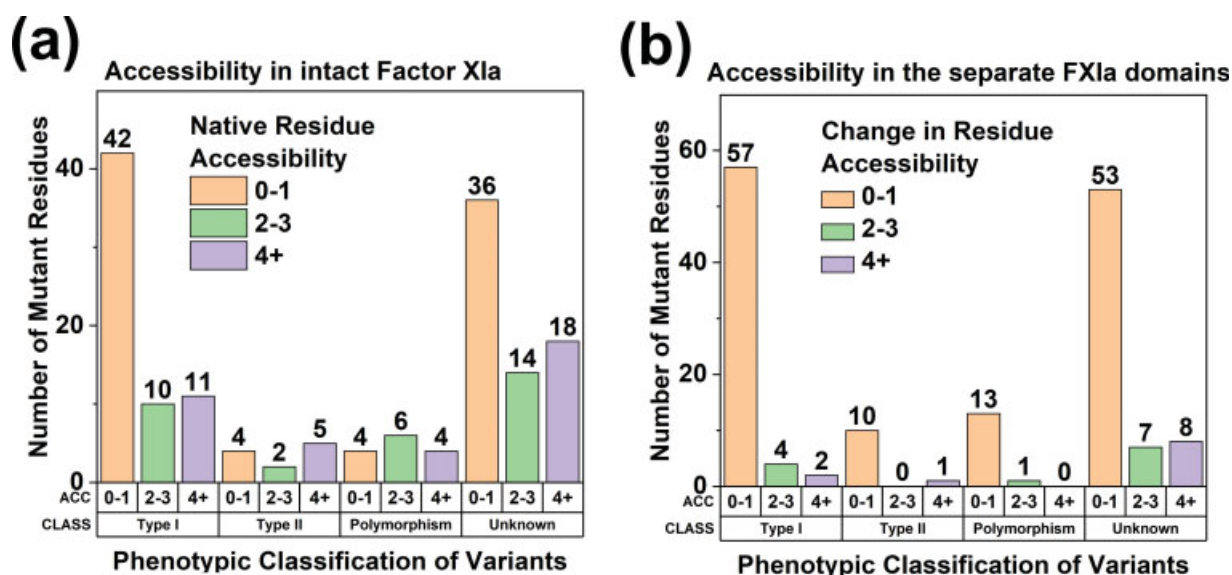 (a)
Accessibility in intact Factor XIa
Number of Mutant Residues
40
20
0
Native Residue
Accessibility
0-1
2-3
4+
42
10
11
4
2
5
4
6
4
36
14
18
ACC 0-1 2-3 4+ 0-1 2-3 4+ 0-1 2-3 4+ 0-1 2-3 4+
CLASS Type I Type II Polymorphism Unknown
Phenotypic Classification of Variants
(b)
Accessibility in the separate FXIa domains
Number of Mutant Residues
60
40
20
0
Change in Residue
Accessibility
0-1
2-3
4+
57
4
2
10
0
1
13
1
0
53
7
8
ACC 0-1 2-3 4+ 0-1 2-3 4+ 0-1 2-3 4+ 0-1 2-3 4+
CLASS Type I Type II Polymorphism Unknown
Phenotypic Classification of Variants